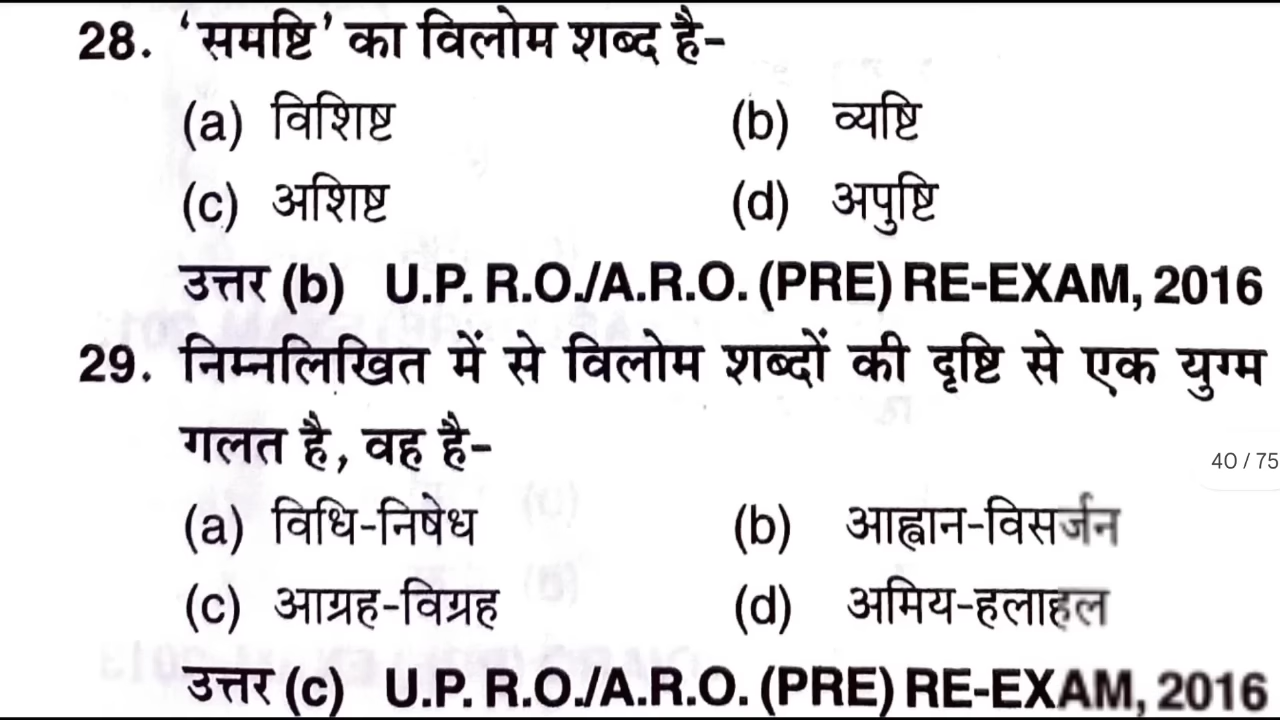 28. ‘समष्टि’ का विलोम शब्द है-
(a) विशिष्ट (b) व्यष्टि
(c) अशिष्ट (d) अपुष्टि
उत्तर (b) U.P. R.O./A.R.O. (PRE) RE-EXAM, 2016
29. निम्नलिखित में से विलोम शब्दों की दृष्टि से एक युग्म
गलत है, वह है-
40 / 75
(a) विधि-निषेध (b) आह्वान-विसर्जन
(c) आग्रह-विग्रह (d) अमिय-हलाहल
उत्तर (c) U.P. R.O./A.R.O. (PRE) RE-EXAM, 2016